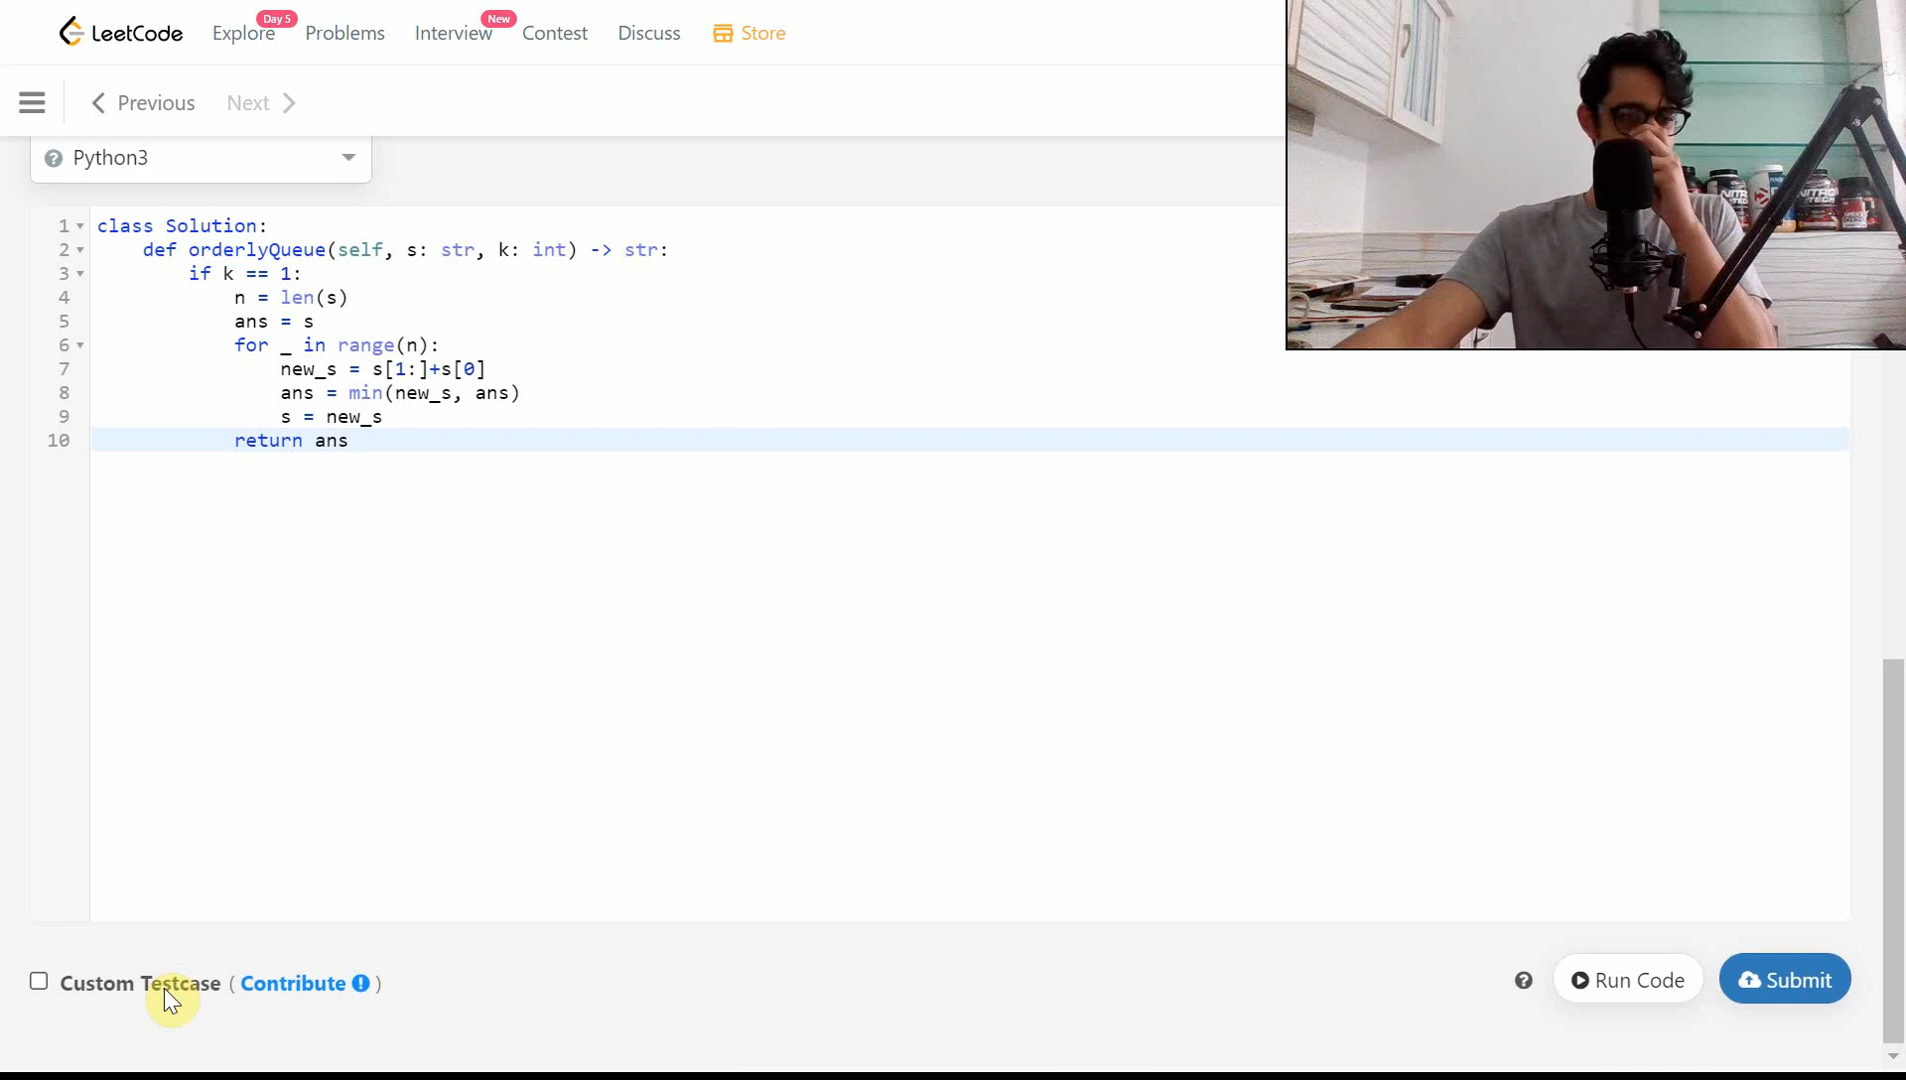 LeetCode Explore Day 5 Problems Interview New Contest Discuss Store
Previous Next
Python3
1 class Solution:
2 def orderlyQueue(self, s: str, k: int) -> str:
3 if k == 1:
4 n = len(s)
5 ans = s
6 for _ in range(n):
7 new_s = s[1:]+s[0]
8 ans = min(new_s, ans)
9 s = new_s
10 return ans
Custom Testcase ( Contribute ! )
? Run Code Submit
NITRO TECH